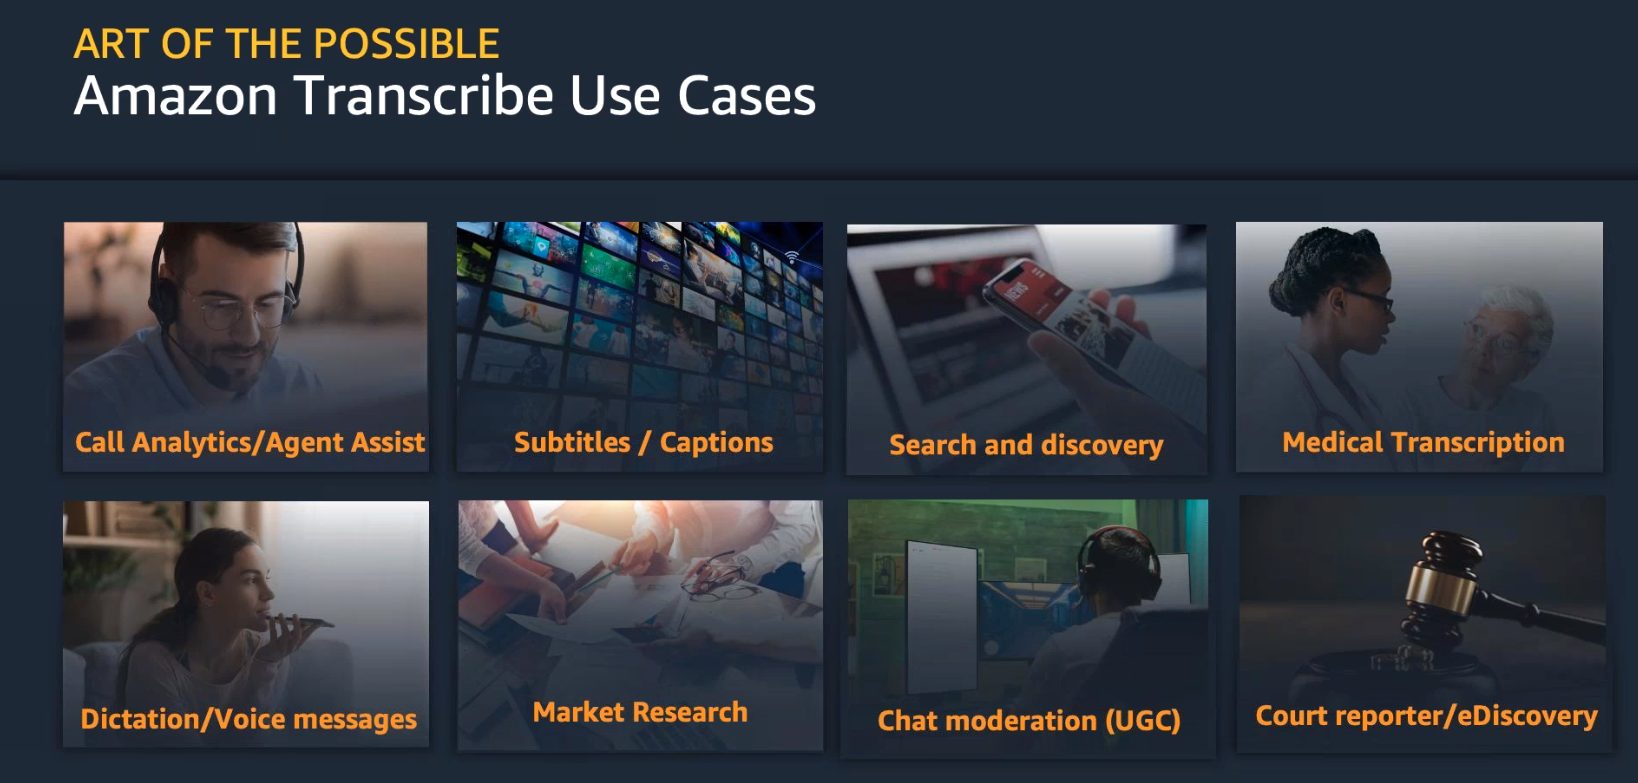 ART OF THE POSSIBLE
Amazon Transcribe Use Cases
Call Analytics/Agent Assist
Subtitles / Captions
NEWS
Search and discovery
Medical Transcription
Dictation/Voice messages
Market Research
Chat moderation (UGC)
Court reporter/eDiscovery